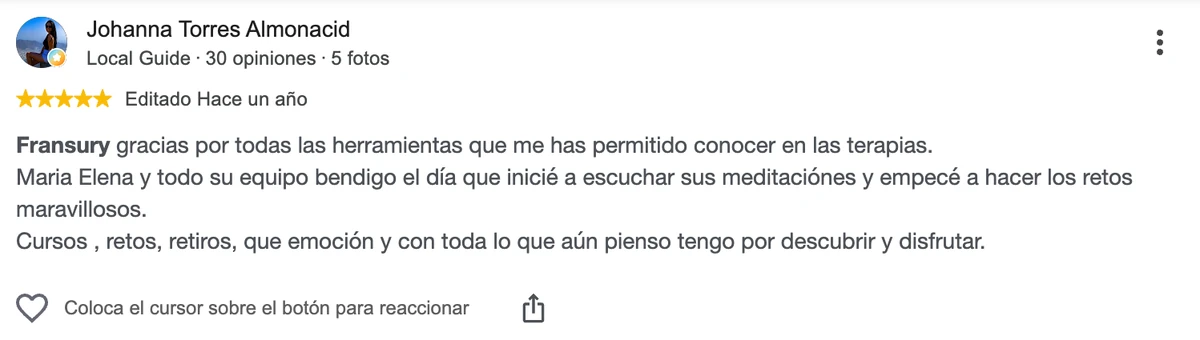 Johanna Torres Almonacid
Local Guide · 30 opiniones · 5 fotos
Editado Hace un año
Fransury gracias por todas las herramientas que me has permitido conocer en las terapias.
Maria Elena y todo su equipo bendigo el día que inicié a escuchar sus meditaciónes y empecé a hacer los retos
maravillosos.
Cursos , retos, retiros, que emoción y con toda lo que aún pienso tengo por descubrir y disfrutar.
Coloca el cursor sobre el botón para reaccionar